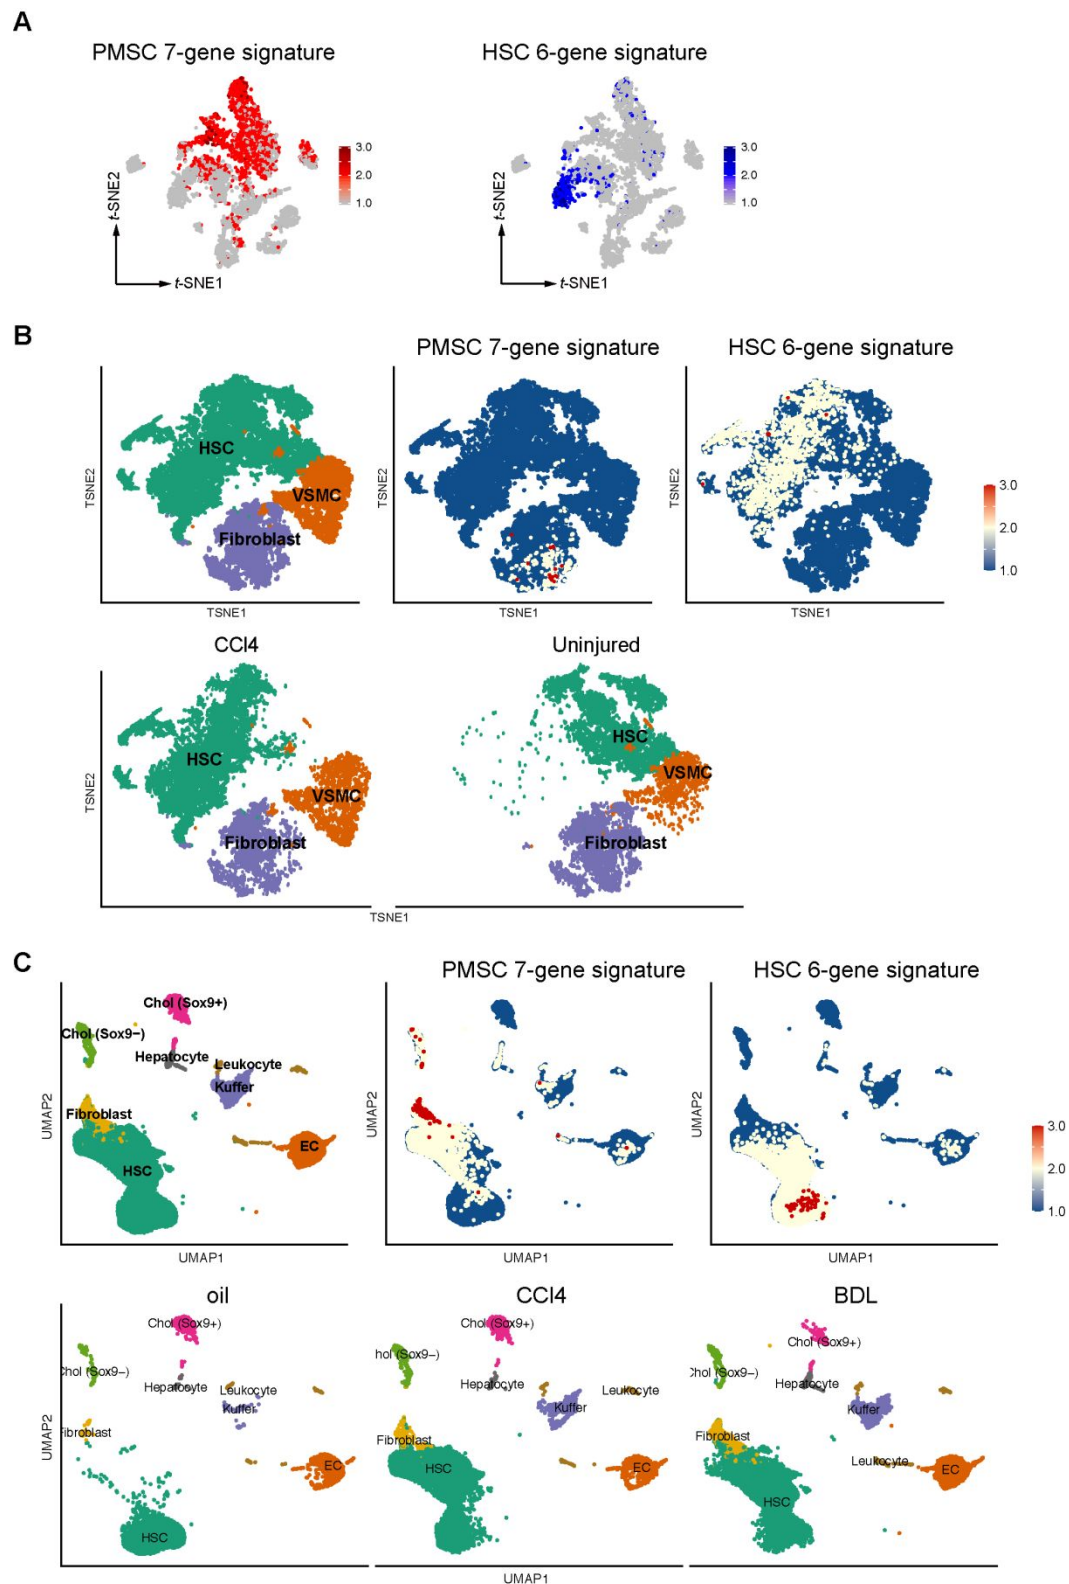 A
PMSC 7-gene signature
HSC 6-gene signature
3.0
2.0
1.0
3.0
2.0
1.0
t-SNE2
t-SNE1
t-SNE2
t-SNE1
B
PMSC 7-gene signature
HSC 6-gene signature
HSC
VSMC
Fibroblast
TSNE2
TSNE1
TSNE2
TSNE1
TSNE2
TSNE1
3.0
2.0
1.0
CCl4
Uninjured
HSC
VSMC
Fibroblast
HSC
VSMC
Fibroblast
TSNE2
TSNE1
C
PMSC 7-gene signature
HSC 6-gene signature
Chol (Sox9+)
Chol (Sox9−)
Hepatocyte
Leukocyte
Kuffer
Fibroblast
HSC
EC
UMAP2
UMAP1
UMAP2
UMAP1
UMAP2
UMAP1
3.0
2.0
1.0
oil
CCl4
BDL
Chol (Sox9+)
Chol (Sox9−)
Hepatocyte
Leukocyte
Kuffer
Fibroblast
EC
HSC
Chol (Sox9+)
hol (Sox9−)
Hepatocyte
Leukocyte
Kuffer
Fibroblast
HSC
EC
Chol (Sox9+)
Chol (Sox9−)
Hepatocyte
Kuffer
Fibroblast
Leukocyte
EC
HSC
UMAP2
UMAP1